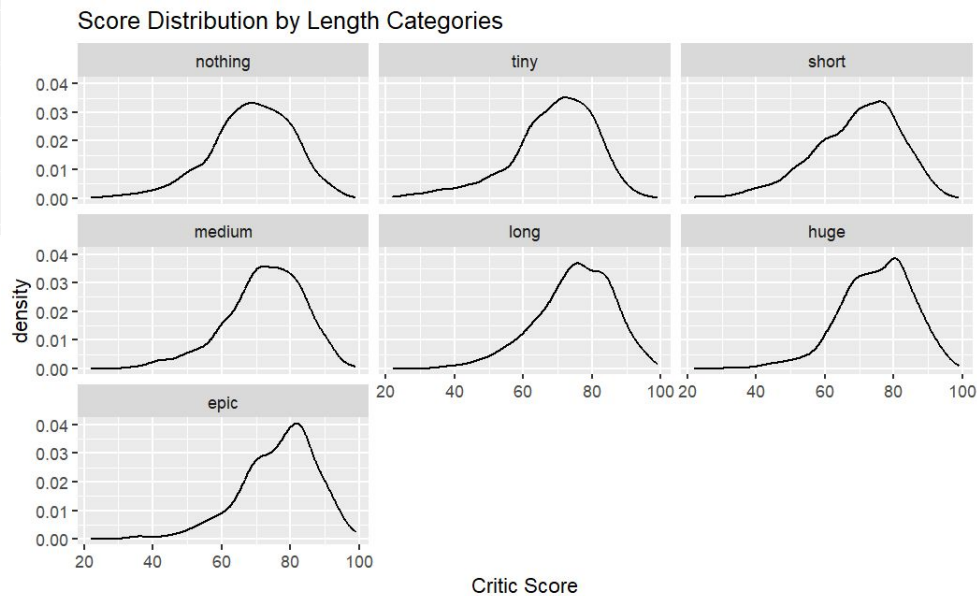 Score Distribution by Length Categories
nothing
tiny
short
0.04
0.03
0.02
0.01
0.00
medium
long
huge
0.04
0.03
0.02
0.01
0.00
20 40 60 80 100
20 40 60 80 100
epic
0.04
0.03
0.02
0.01
0.00
20 40 60 80 100
density
Critic Score